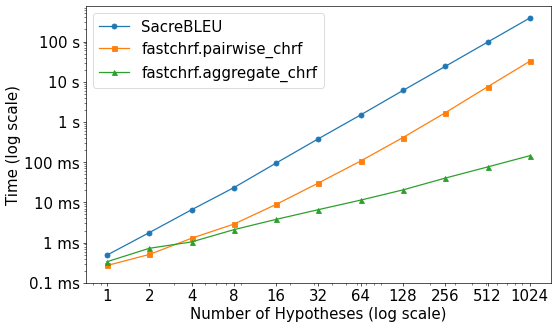 SacreBLEU
fastchrf.pairwise_chrf
fastchrf.aggregate_chrf
Time (log scale)
100 s
10 s
1 s
100 ms
10 ms
1 ms
0.1 ms
1 2 4 8 16 32 64 128 256 512 1024
Number of Hypotheses (log scale)